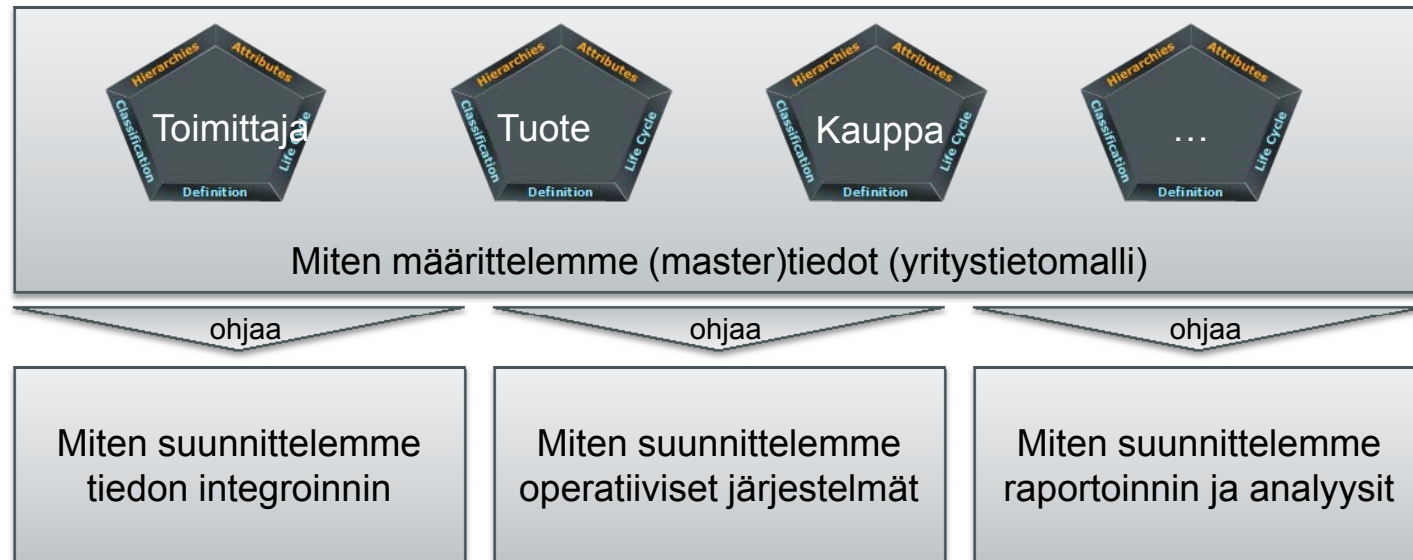 Hierarchies Attributes
Classification Toimittaja Life Cycle
Definition
Hierarchies Attributes
Classification Tuote Life Cycle
Definition
Hierarchies Attributes
Classification Kauppa Life Cycle
Definition
Hierarchies Attributes
Classification … Life Cycle
Definition
Miten määrittelemme (master)tiedot (yritystietomalli)
ohjaa
ohjaa
ohjaa
Miten suunnittelemme
tiedon integroinnin
Miten suunnittelemme
operatiiviset järjestelmät
Miten suunnittelemme
raportoinnin ja analyysit